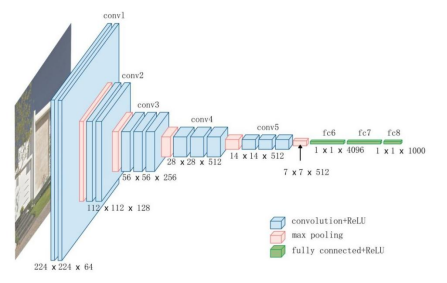 conv1
conv2
conv3
conv4
conv5
fc6
fc7
fc8
1 x 1 x 4096
1 x 1 x 1000
28 x 28 x 512
14 x 14 x 512
56 x 56 x 256
7 x 7 x 512
112 x 112 x 128
224 x 224 x 64
convolution+ReLU
max pooling
fully connected+ReLU